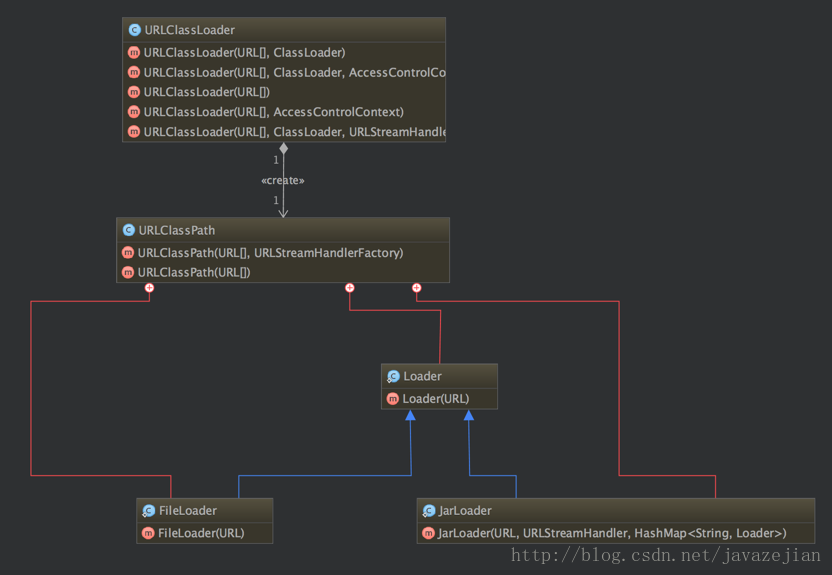 URLClassLoader
URLClassLoader(URL[], ClassLoader)
URLClassLoader(URL[], ClassLoader, AccessControlCo
URLClassLoader(URL[])
URLClassLoader(URL[], AccessControlContext)
URLClassLoader(URL[], ClassLoader, URLStreamHandle
1
«create»
1
URLClassPath
URLClassPath(URL[], URLStreamHandlerFactory)
URLClassPath(URL[])
Loader
Loader(URL)
FileLoader
FileLoader(URL)
JarLoader
JarLoader(URL, URLStreamHandler, HashMap<String, Loader>)
http://blog.csdn.net/javazejian